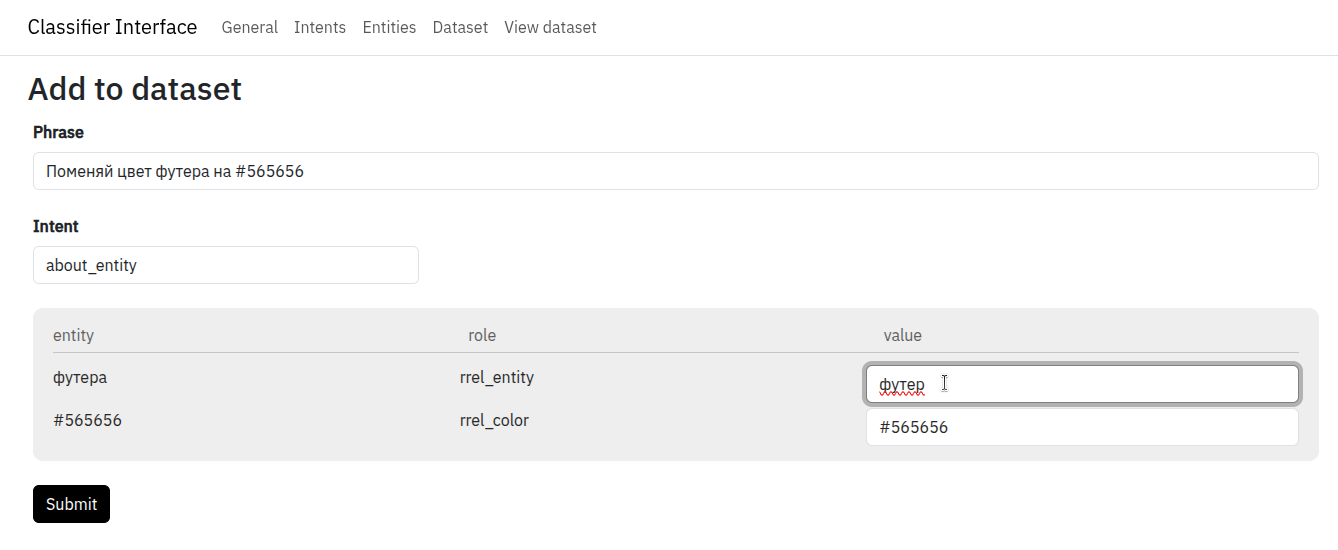 Classifier Interface General Intents Entities Dataset View dataset
Add to dataset
Phrase
Поменяй цвет футера на #565656
Intent
about_entity
entity role value
футера rrel_entity футер
#565656 rrel_color #565656
Submit